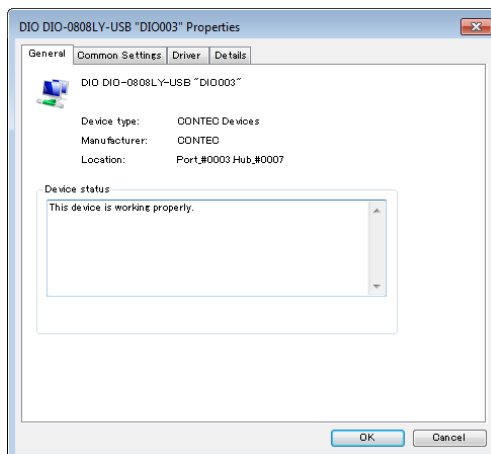 DIO DIO-0808LY-USB "DIO003" Properties
General Common Settings Driver Details
DIO DIO-0808LY-USB "DIO003"
Device type: CONTEC Devices
Manufacturer: CONTEC
Location: Port_#0003.Hub_#0007
Device status
This device is working properly.
OK Cancel